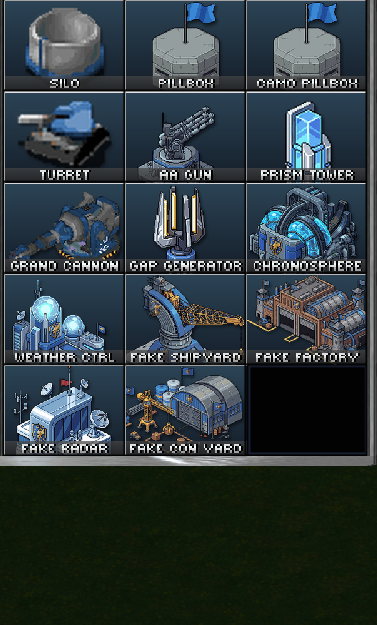 SILO
PILLBOX
CAMO PILLBOX
TURRET
AA GUN
PRISM TOWER
GRAND CANNON
GAP GENERATOR
CHRONOSPHERE
WEATHER CTRL
FAKE SHIPYARD
FAKE FACTORY
FAKE RADAR
FAKE CON YARD